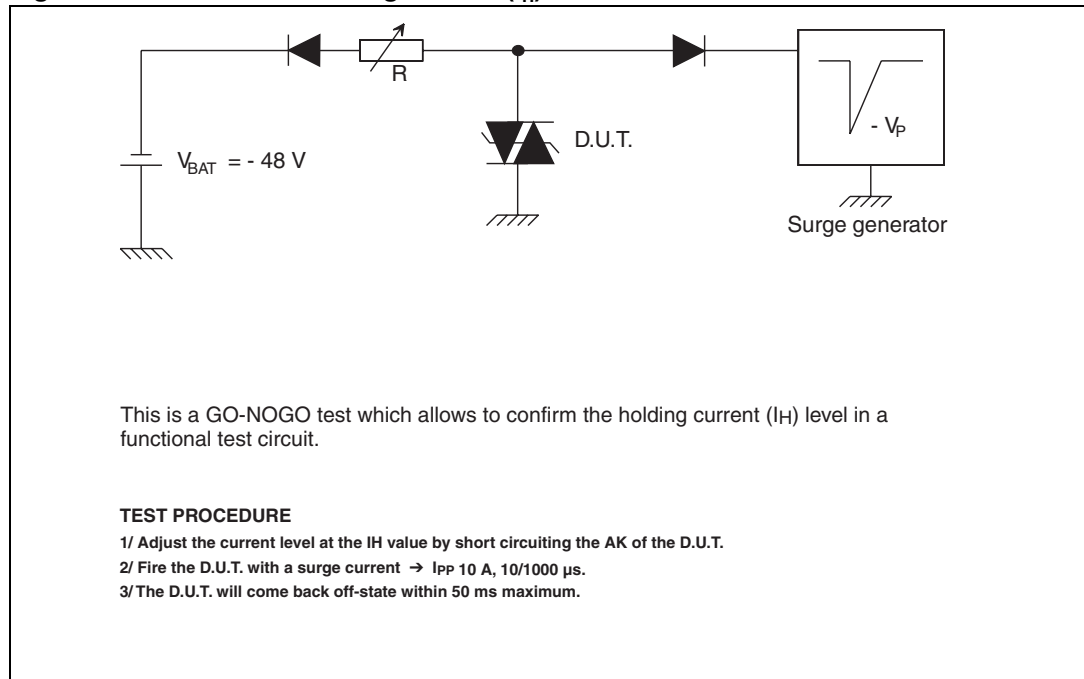 R
D.U.T.
- VP
VBAT = - 48 V
Surge generator
This is a GO-NOGO test which allows to confirm the holding current (IH) level in a
functional test circuit.
TEST PROCEDURE
1/ Adjust the current level at the IH value by short circuiting the AK of the D.U.T.
2/ Fire the D.U.T. with a surge current → IPP 10 A, 10/1000 µs.
3/ The D.U.T. will come back off-state within 50 ms maximum.